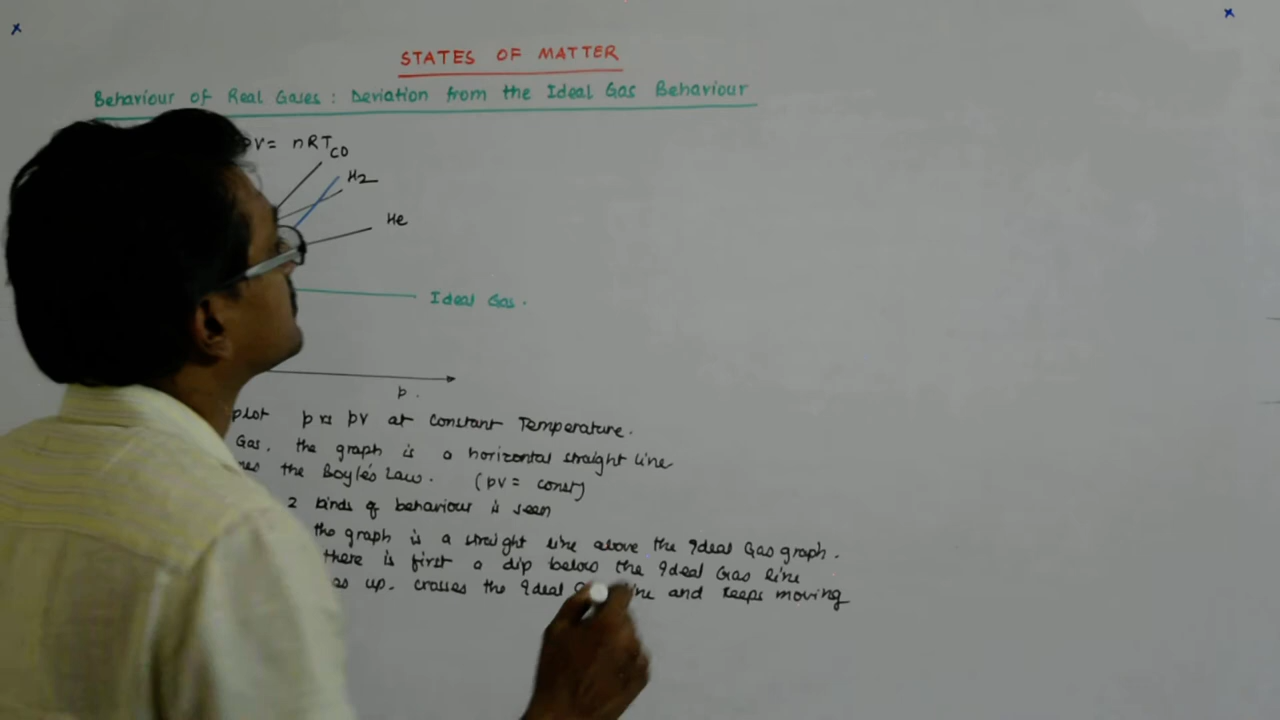 STATES OF MATTER
Behaviour of Real Gases : Deviation from the Ideal Gas Behaviour
PV = nRT
CO
H2
He
Ideal Gas.
p.
plot p vs pv at Constant Temperature.
Gas, the graph is a horizontal straight line
the Boyle's Law. (pv = const)
2 kinds of behaviour is seen
the graph is a straight line above the Ideal Gas graph.
there is first a dip below the Ideal Gas line
up, crosses the Ideal and keeps moving